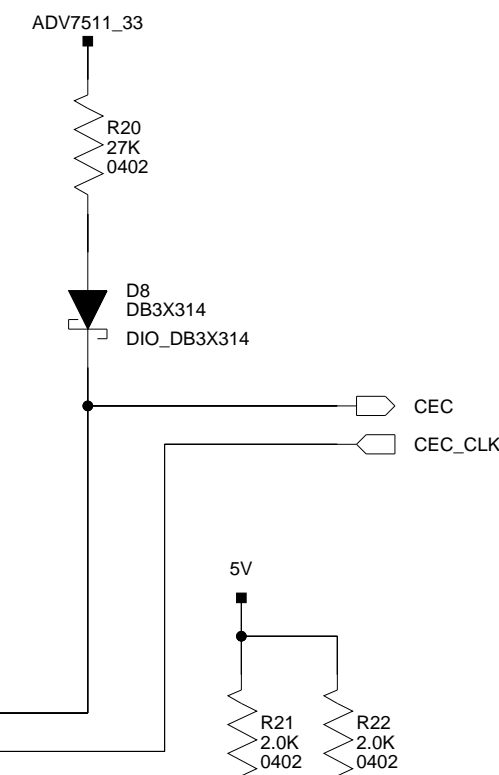 ADV7511_33
R20
27K
0402
D8
DB3X314
DIO_DB3X314
CEC
CEC_CLK
5V
R21
2.0K
0402
R22
2.0K
0402